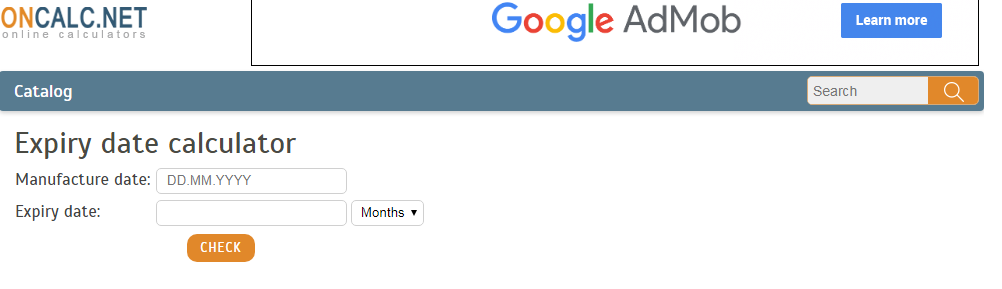 ONCALC.NET
online calculators
Google AdMob
Learn more
Catalog
Search
Expiry date calculator
Manufacture date: DD.MM.YYYY
Expiry date: Months
CHECK